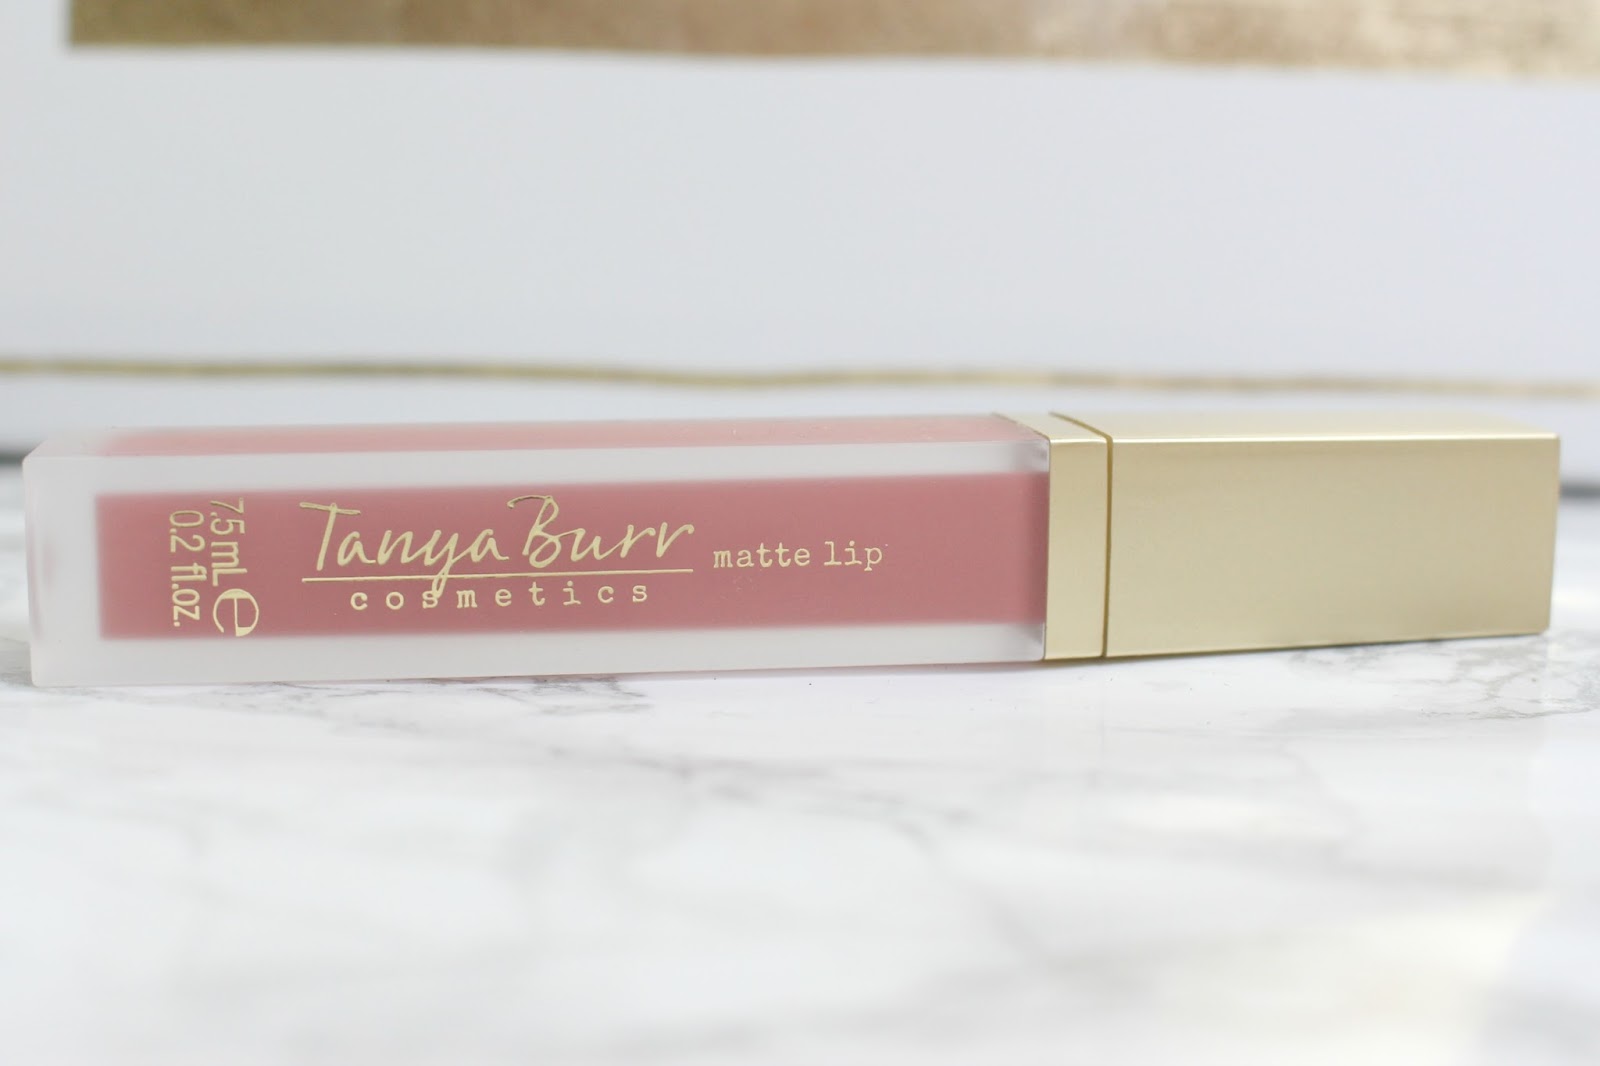 Tanya Burr
cosmetics
matte lip
7.5mL e
0.2 fl.oz.